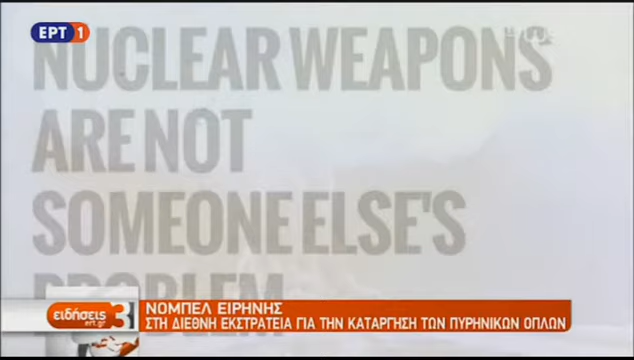 ΕΡΤ 1
NUCLEAR WEAPONS
ARE NOT
SOMEONE ELSE'S
PROBLEM
ειδήσεις 3
ert.gr
ΝΟΜΠΕΛ ΕΙΡΗΝΗΣ
ΣΤΗ ΔΙΕΘΝΗ ΕΚΣΤΡΑΤΕΙΑ ΓΙΑ ΤΗΝ ΚΑΤΑΡΓΗΣΗ ΤΩΝ ΠΥΡΗΝΙΚΩΝ ΟΠΛΩΝ